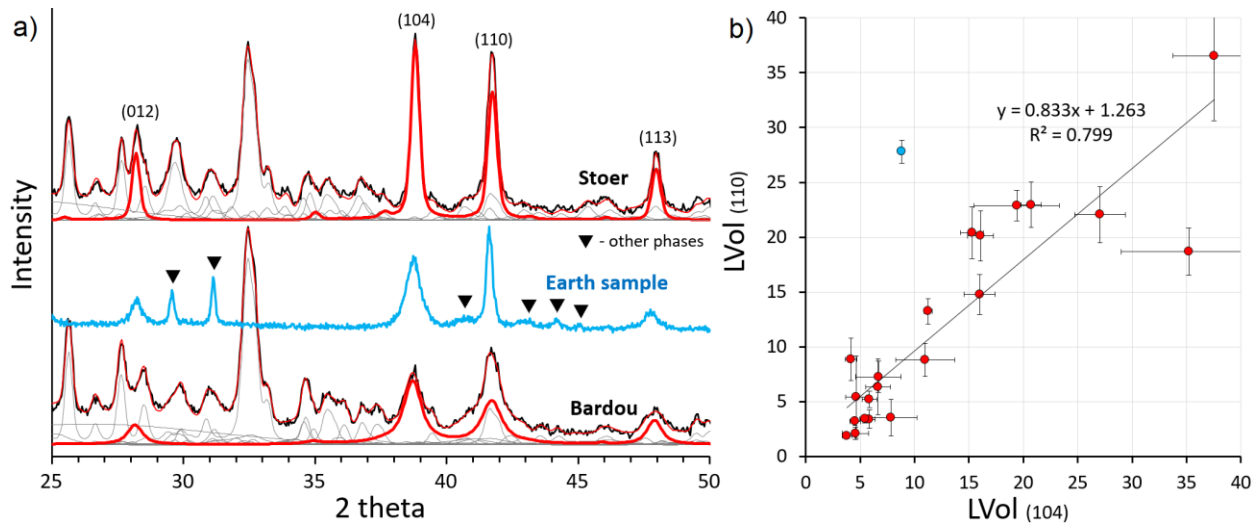 a)
(104)
(110)
(012)
(113)
Stoer
▼ - other phases
Earth sample
Bardou
Intensity
25 30 35 40 45 50
2 theta
b)
40
35
30
25
20
15
10
5
0
y = 0.833x + 1.263
R² = 0.799
LVol (110)
0 5 10 15 20 25 30 35 40
LVol (104)